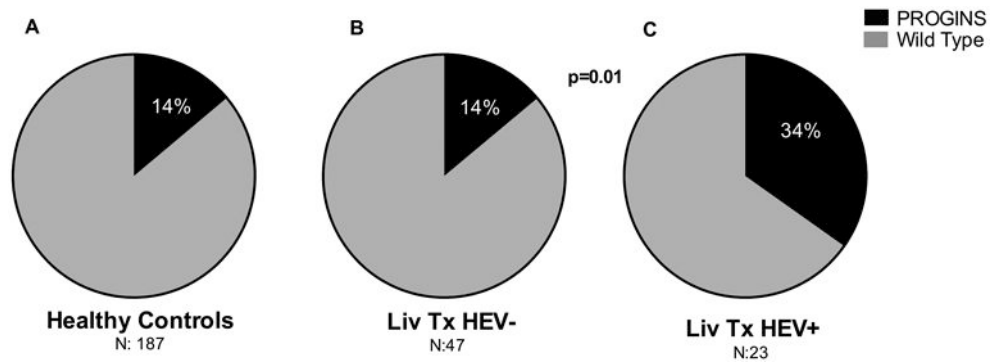 A
B
C
PROGINS
Wild Type
14%
14%
p=0.01
34%
Healthy Controls
N: 187
Liv Tx HEV-
N:47
Liv Tx HEV+
N:23